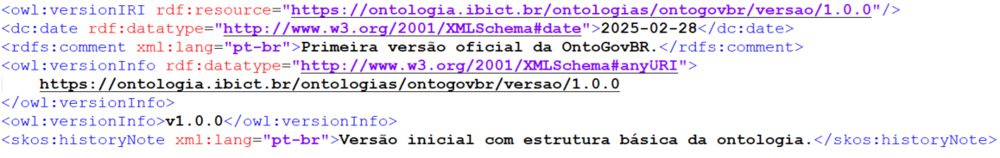 <owl:versionIRI rdf:resource="https://ontologia.ibict.br/ontologias/ontogovbr/versao/1.0.0"/>
<dc:date rdf:datatype="http://www.w3.org/2001/XMLSchema#date">2025-02-28</dc:date>
<rdfs:comment xml:lang="pt-br">Primeira versão oficial da OntoGovBR.</rdfs:comment>
<owl:versionInfo rdf:datatype="http://www.w3.org/2001/XMLSchema#anyURI">
    https://ontologia.ibict.br/ontologias/ontogovbr/versao/1.0.0
</owl:versionInfo>
<owl:versionInfo>v1.0.0</owl:versionInfo>
<skos:historyNote xml:lang="pt-br">Versão inicial com estrutura básica da ontologia.</skos:historyNote>